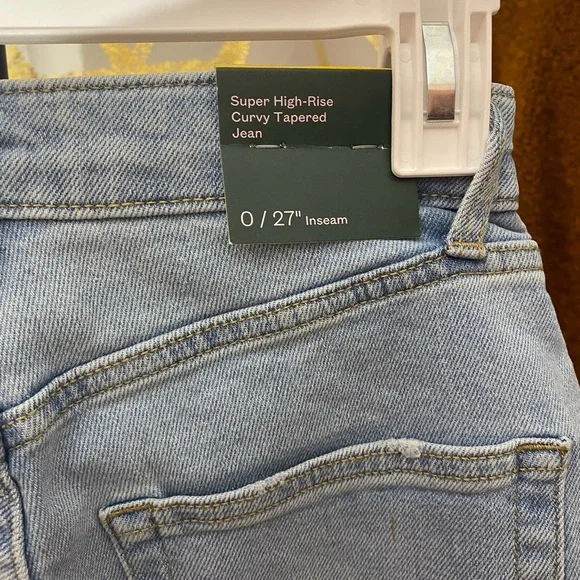 Super High-Rise
Curvy Tapered
Jean
0 / 27" Inseam